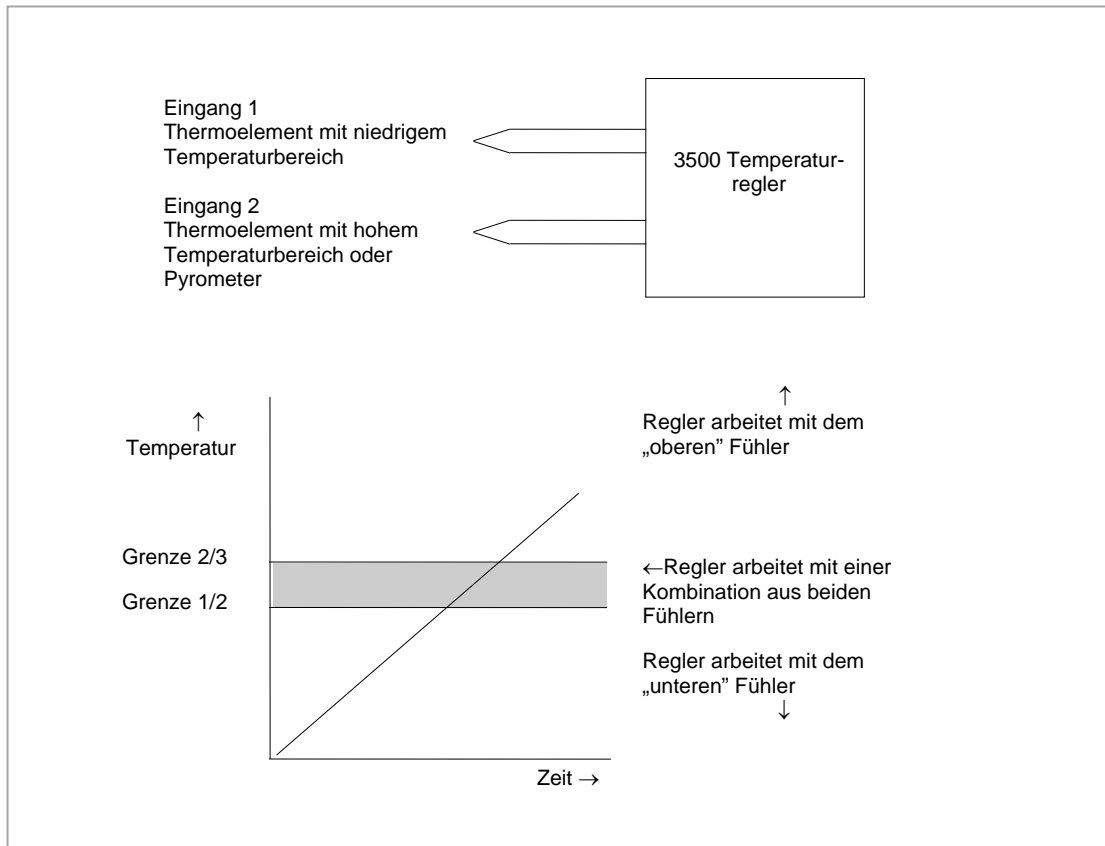 Eingang 1
Thermoelement mit niedrigem
Temperaturbereich
3500 Temperatur-
regler
Eingang 2
Thermoelement mit hohem
Temperaturbereich oder
Pyrometer
↑
Temperatur
Grenze 2/3
Grenze 1/2
Zeit →
↑
Regler arbeitet mit dem
„oberen” Fühler
←Regler arbeitet mit einer
Kombination aus beiden
Fühlern
Regler arbeitet mit dem
„unteren” Fühler
↓